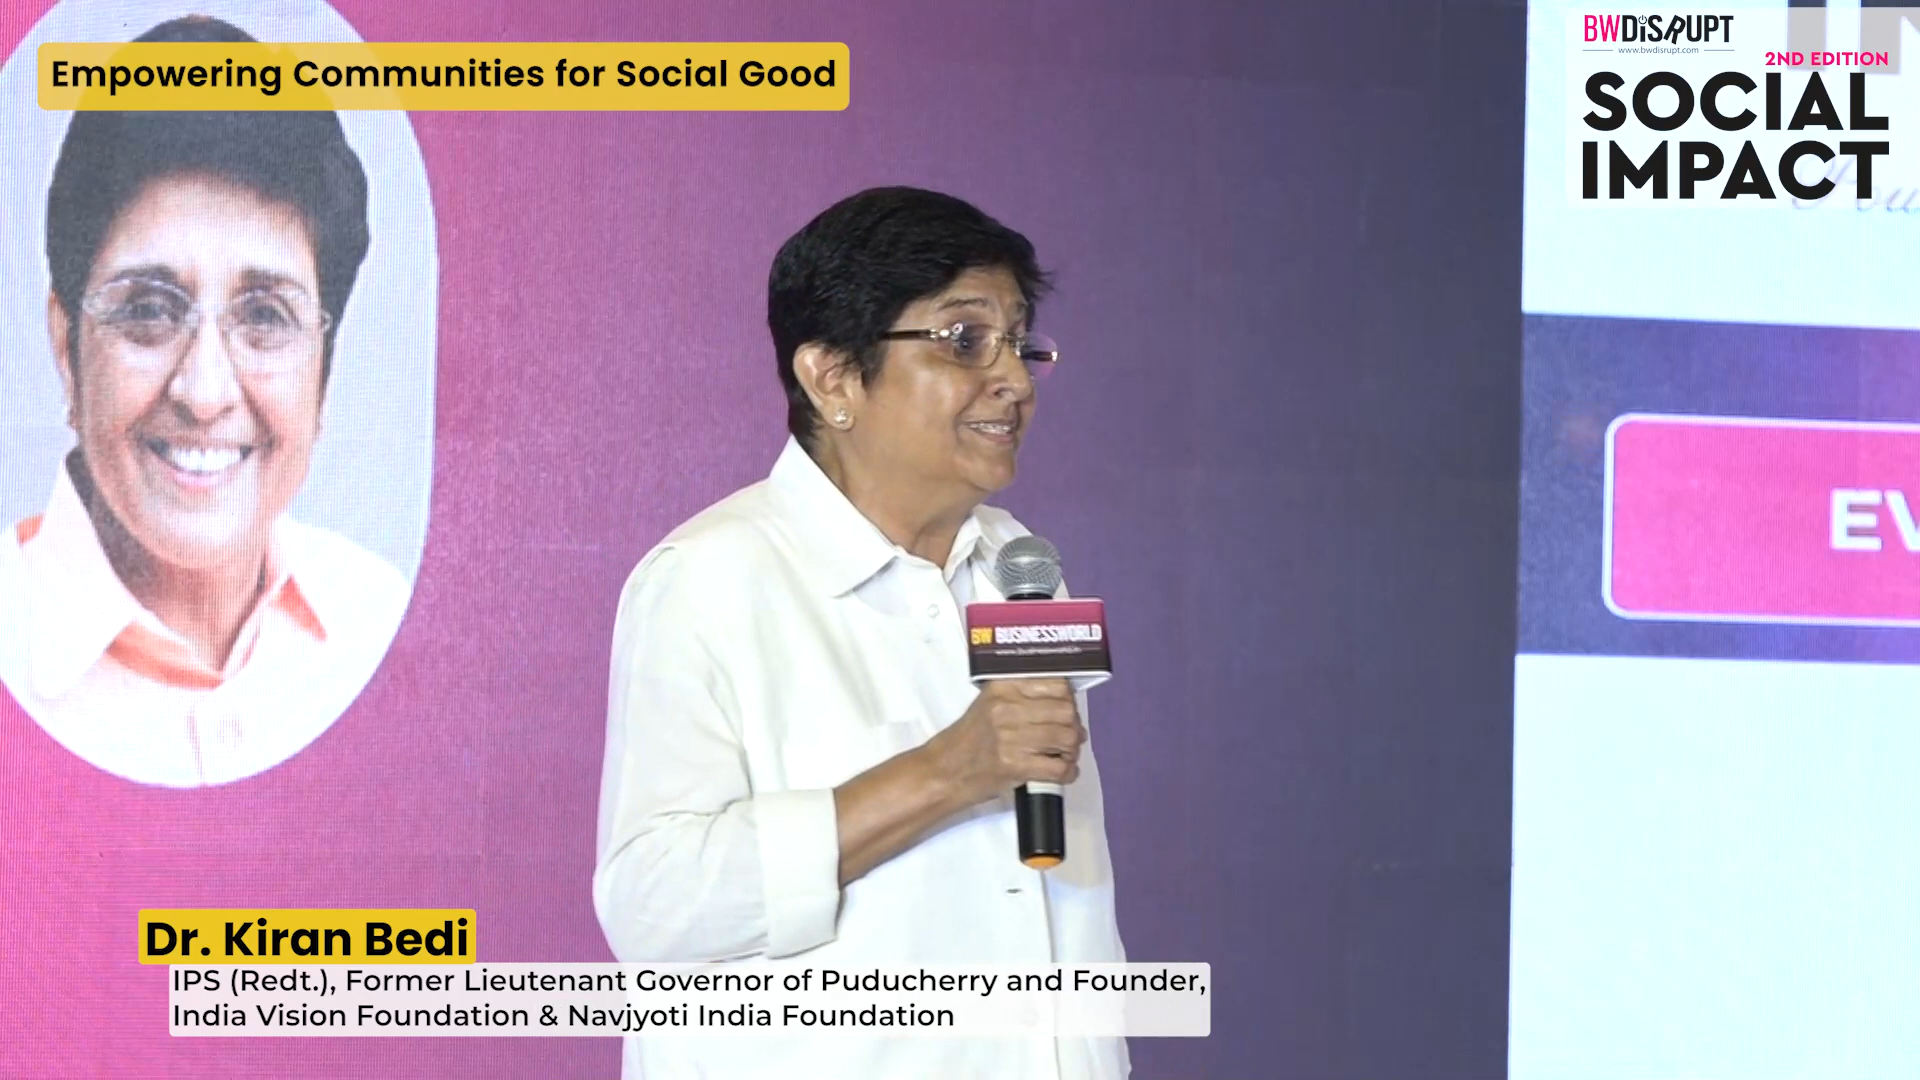 Empowering Communities for Social Good
BWDiSRUPT
www.bwdisrupt.com
2ND EDITION
SOCIAL
IMPACT
EV
BW BUSINESSWORLD
Dr. Kiran Bedi
IPS (Redt.), Former Lieutenant Governor of Puducherry and Founder,
India Vision Foundation & Navjyoti India Foundation